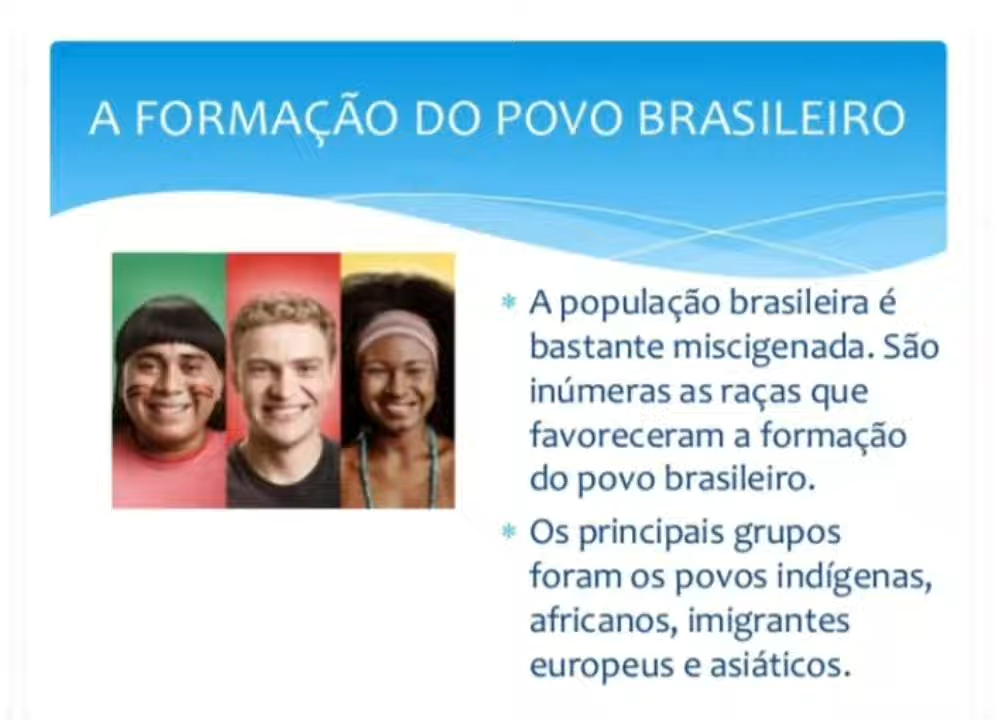 A FORMAÇÃO DO POVO BRASILEIRO
A população brasileira é
bastante miscigenada. São
inúmeras as raças que
favoreceram a formação
do povo brasileiro.
Os principais grupos
foram os povos indígenas,
africanos, imigrantes
europeus e asiáticos.